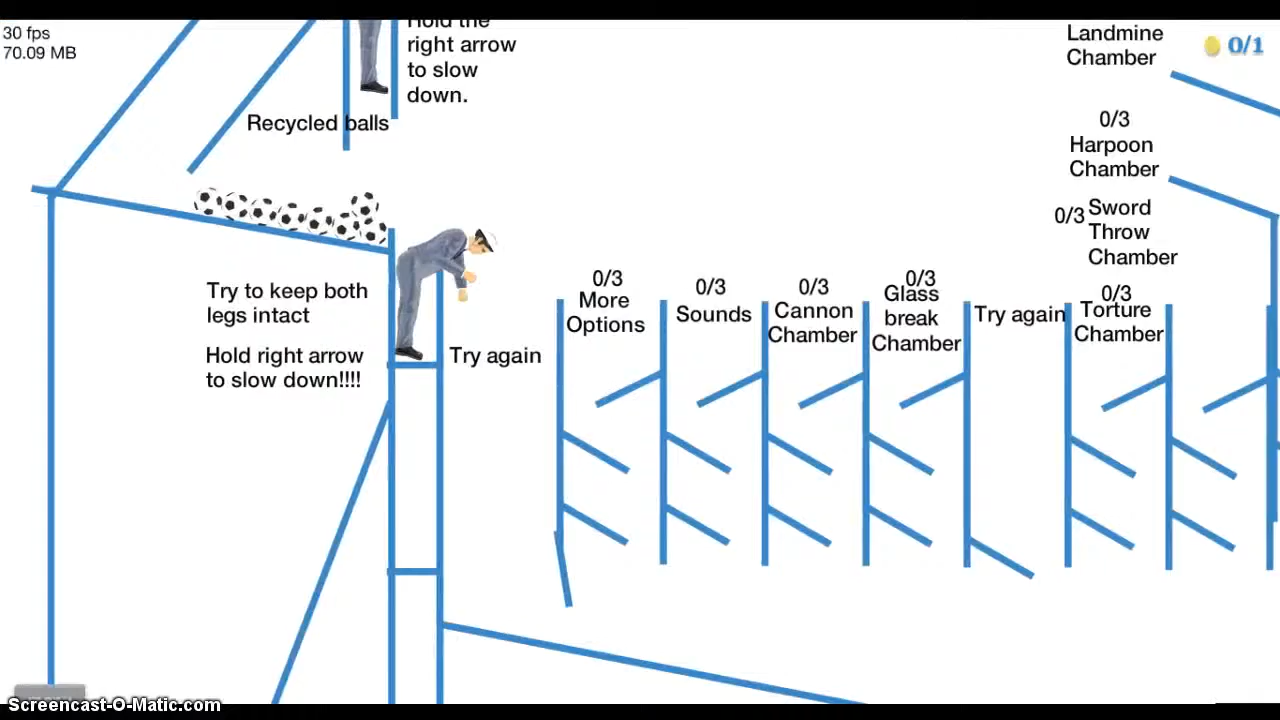 30 fps
70.09 MB
Hold the
right arrow
to slow
down.
Recycled balls
Landmine
Chamber
0/1
0/3
Harpoon
Chamber
0/3
Sword
Throw
Chamber
Try to keep both
legs intact
Hold right arrow
to slow down!!!!
Try again
0/3
More
Options
0/3
Sounds
0/3
Cannon
Chamber
0/3
Glass
break
Chamber
Try again
0/3
Torture
Chamber
Screencast-O-Matic.com